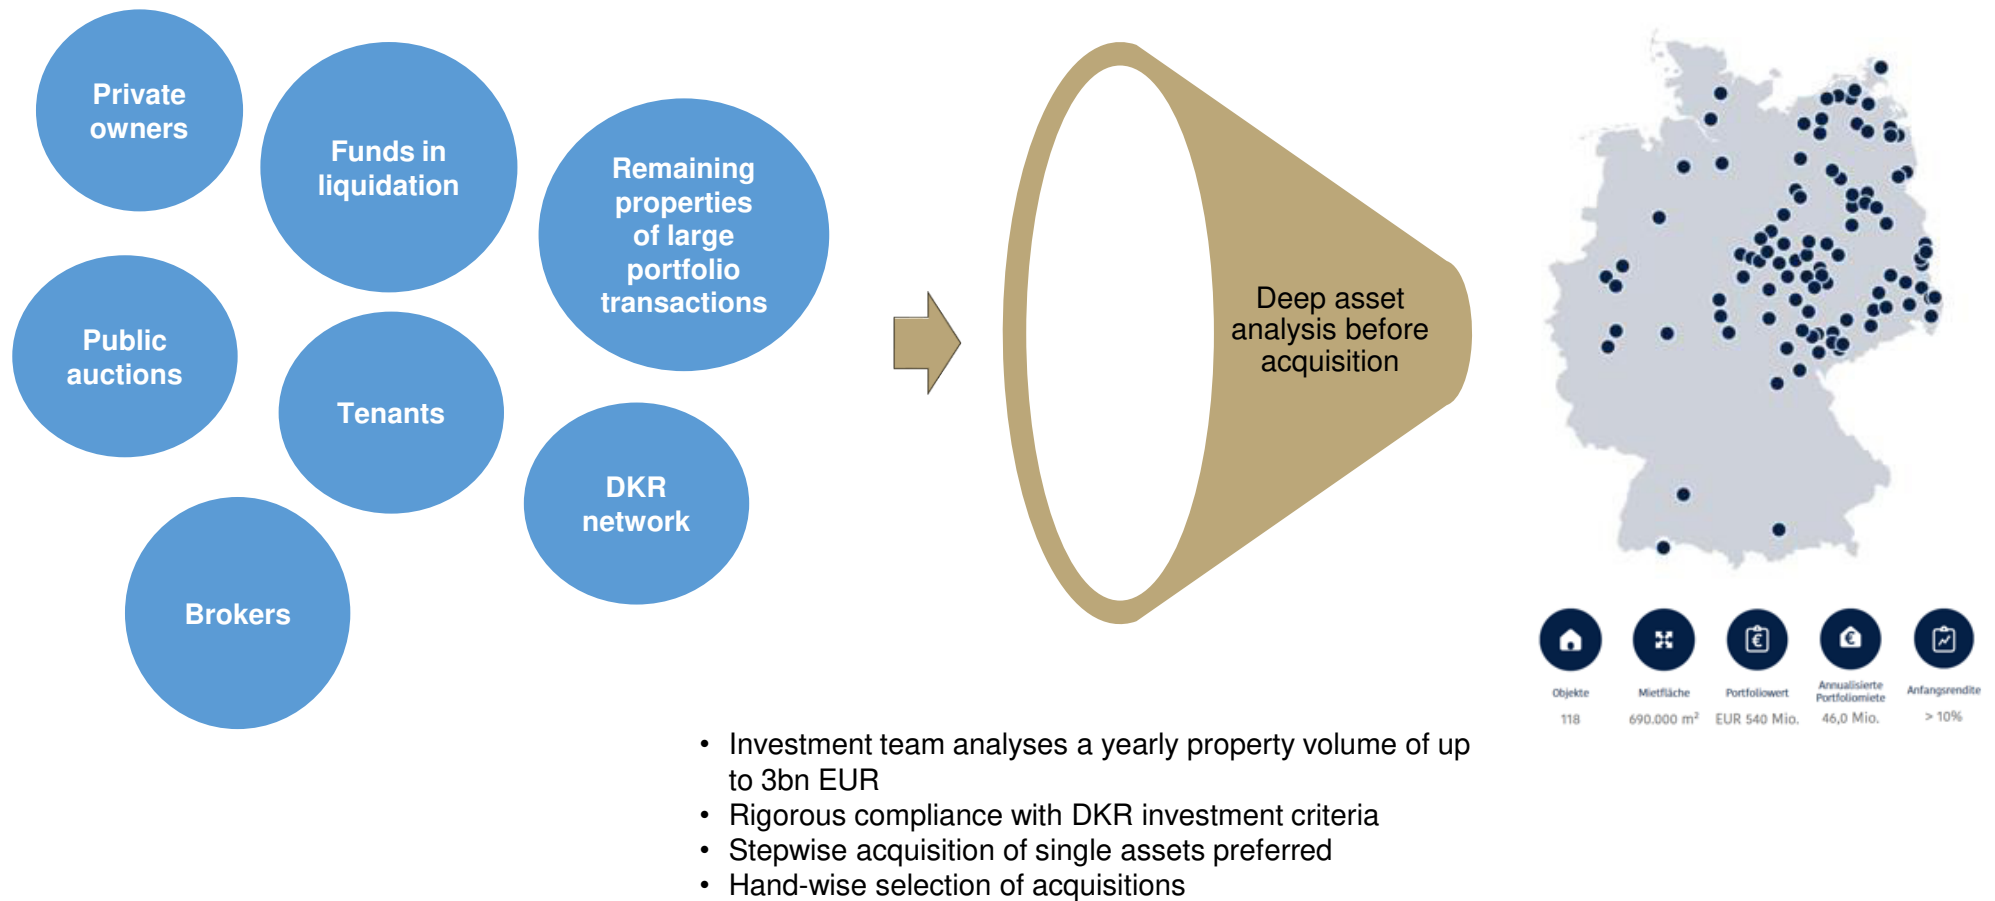 Private
owners
Funds in
liquidation
Remaining
properties
of large
portfolio
transactions
Public
auctions
Tenants
DKR
network
Brokers
Deep asset
analysis before
acquisition
Objekte
118
Mietfläche
690.000 m²
Portfoliowert
EUR 540 Mio.
Annualisierte
Portfoliomiete
46,0 Mio.
Anfangsrendite
> 10%
• Investment team analyses a yearly property volume of up
to 3bn EUR
• Rigorous compliance with DKR investment criteria
• Stepwise acquisition of single assets preferred
• Hand-wise selection of acquisitions